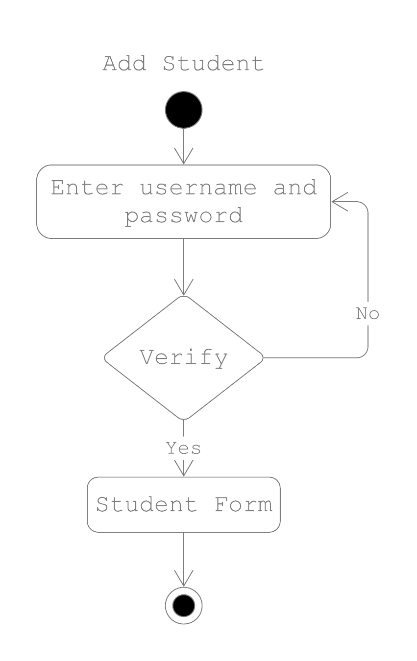 Add Student
Enter username and
password
No
Verify
Yes
Student Form